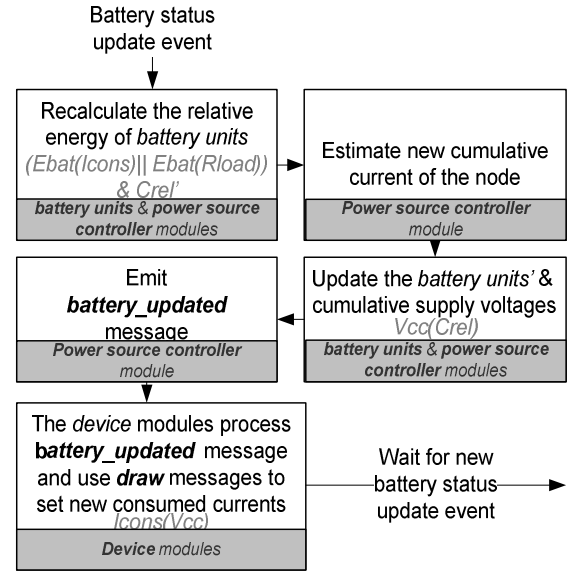 Battery status
update event
Recalculate the relative
energy of battery units
(Ebat(Icons)|| Ebat(Rload))
& Crel’
battery units & power source
controller modules
Estimate new cumulative
current of the node
Power source controller
module
Update the battery units’ &
cumulative supply voltages
Vcc(Crel)
battery units & power source
controller modules
Emit
battery_updated
message
Power source controller
module
The device modules process
battery_updated message
and use draw messages to
set new consumed currents
Icons(Vcc)
Device modules
Wait for new
battery status
update event